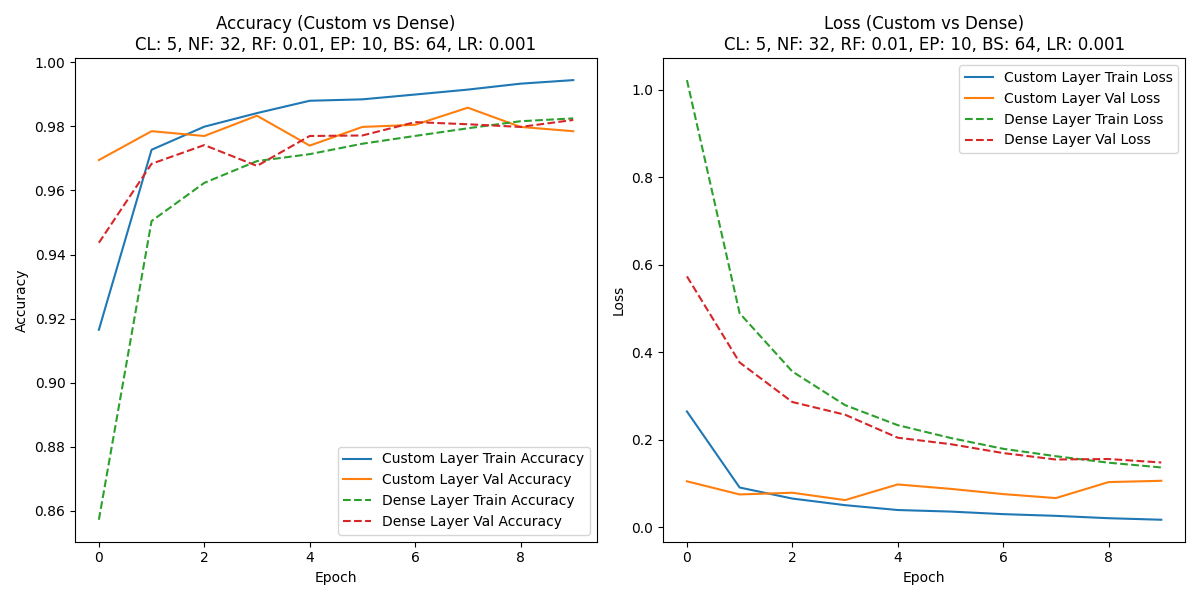 Accuracy (Custom vs Dense)
CL: 5, NF: 32, RF: 0.01, EP: 10, BS: 64, LR: 0.001
1.00
0.98
0.96
0.94
0.92
0.90
0.88
0.86
Accuracy
0 2 4 6 8
Epoch
Custom Layer Train Accuracy
Custom Layer Val Accuracy
Dense Layer Train Accuracy
Dense Layer Val Accuracy
Loss (Custom vs Dense)
CL: 5, NF: 32, RF: 0.01, EP: 10, BS: 64, LR: 0.001
1.0
0.8
0.6
0.4
0.2
0.0
Loss
0 2 4 6 8
Epoch
Custom Layer Train Loss
Custom Layer Val Loss
Dense Layer Train Loss
Dense Layer Val Loss